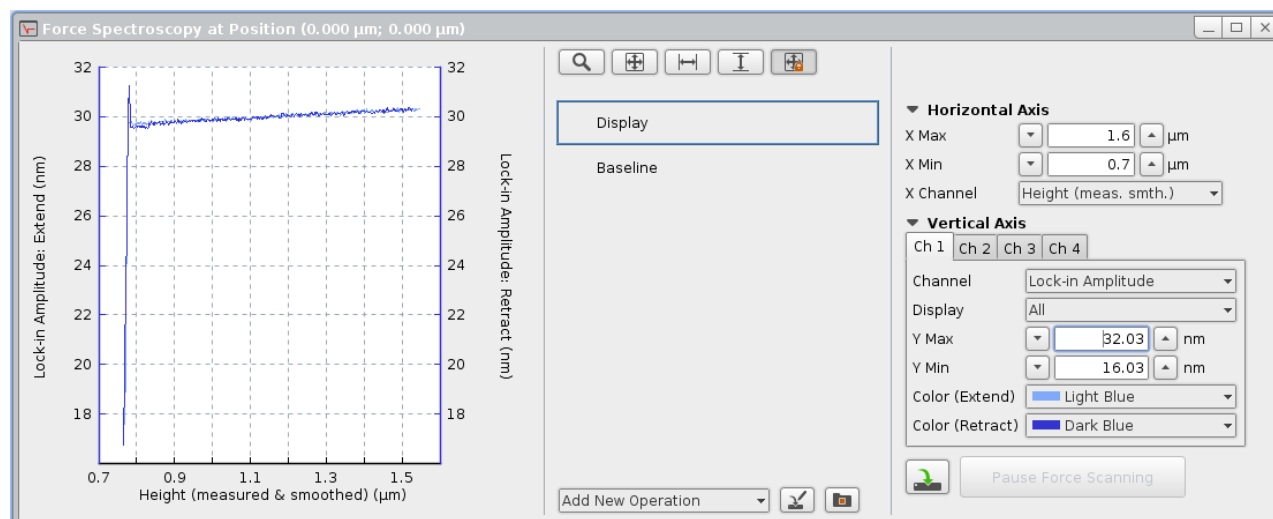 Force Spectroscopy at Position (0.000 µm; 0.000 µm)
32
30
28
26
24
22
20
18
Lock-in Amplitude: Extend (nm)
32
30
28
26
24
22
20
18
Lock-in Amplitude: Retract (nm)
0.7 0.9 1.1 1.3 1.5
Height (measured & smoothed) (µm)
Display
Baseline
Add New Operation
Horizontal Axis
X Max 1.6 µm
X Min 0.7 µm
X Channel Height (meas. smth.)
Vertical Axis
Ch 1 Ch 2 Ch 3 Ch 4
Channel Lock-in Amplitude
Display All
Y Max 32.03 nm
Y Min 16.03 nm
Color (Extend) Light Blue
Color (Retract) Dark Blue
Pause Force Scanning